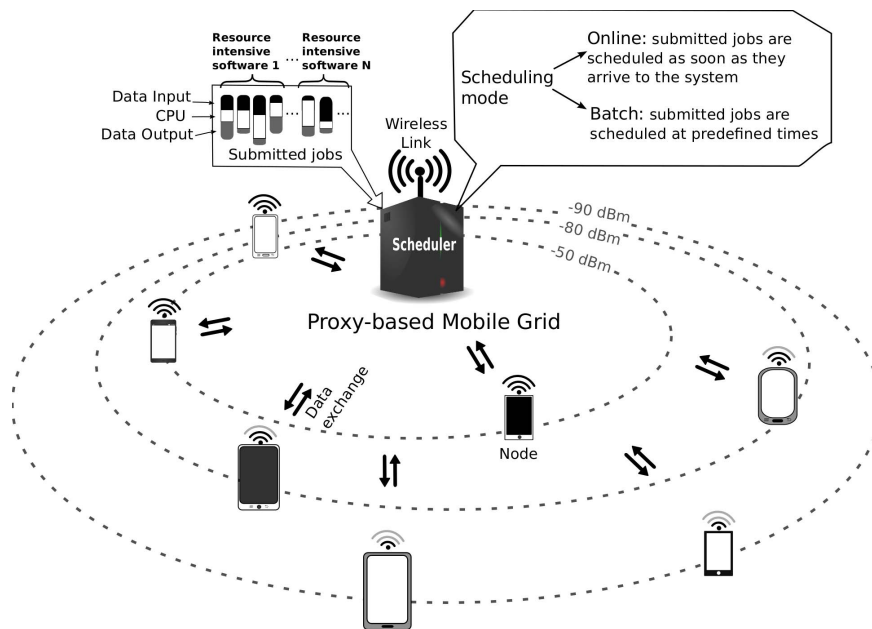 Resource
intensive
software 1
...
Resource
intensive
software N
Data Input
CPU
Data Output
...
...
Submitted jobs
Wireless
Link
Scheduling
mode
Online: submitted jobs are
scheduled as soon as they
arrive to the system
Batch: submitted jobs are
scheduled at predefined times
-90 dBm
-80 dBm
-50 dBm
Scheduler
Proxy-based Mobile Grid
Data
exchange
Node